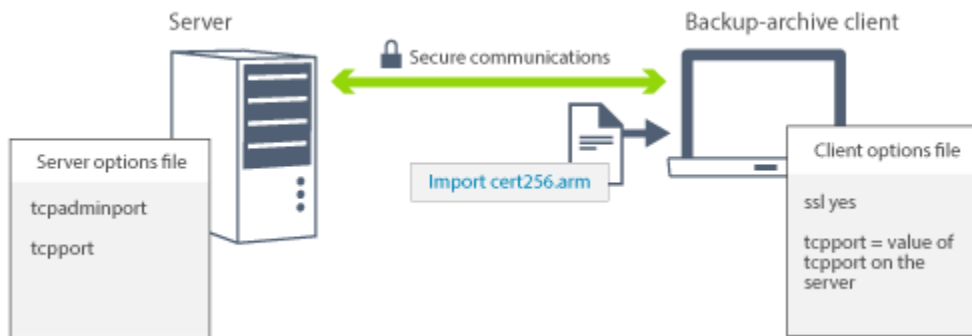 Server
Backup-archive client
Secure communications
Server options file
tcpadminport
tcpport
Import cert256.arm
Client options file
ssl yes
tcpport = value of
tcpport on the
server